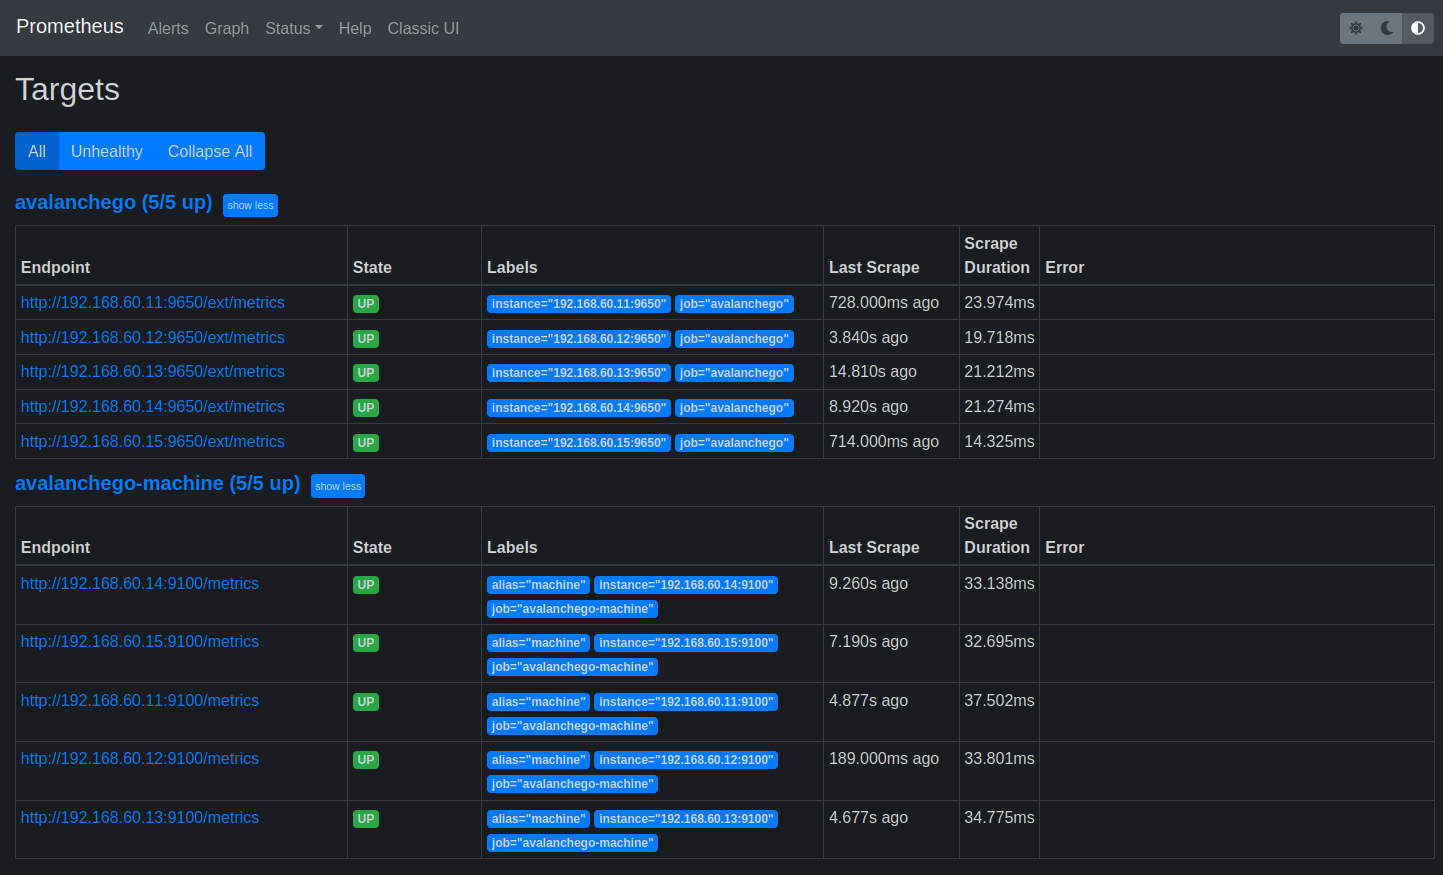 Prometheus Alerts Graph Status Help Classic UI
Targets
All Unhealthy Collapse All
avalanchego (5/5 up) show less
Endpoint State Labels Last Scrape Scrape Duration Error
http://192.168.60.11:9650/ext/metrics UP instance="192.168.60.11:9650" job="avalanchego" 728.000ms ago 23.974ms
http://192.168.60.12:9650/ext/metrics UP instance="192.168.60.12:9650" job="avalanchego" 3.840s ago 19.718ms
http://192.168.60.13:9650/ext/metrics UP instance="192.168.60.13:9650" job="avalanchego" 14.810s ago 21.212ms
http://192.168.60.14:9650/ext/metrics UP instance="192.168.60.14:9650" job="avalanchego" 8.920s ago 21.274ms
http://192.168.60.15:9650/ext/metrics UP instance="192.168.60.15:9650" job="avalanchego" 714.000ms ago 14.325ms
avalanchego-machine (5/5 up) show less
Endpoint State Labels Last Scrape Scrape Duration Error
http://192.168.60.14:9100/metrics UP alias="machine" instance="192.168.60.14:9100" 9.260s ago 33.138ms
job="avalanchego-machine"
http://192.168.60.15:9100/metrics UP alias="machine" instance="192.168.60.15:9100" 7.190s ago 32.695ms
job="avalanchego-machine"
http://192.168.60.11:9100/metrics UP alias="machine" instance="192.168.60.11:9100" 4.877s ago 37.502ms
job="avalanchego-machine"
http://192.168.60.12:9100/metrics UP alias="machine" instance="192.168.60.12:9100" 189.000ms ago 33.801ms
job="avalanchego-machine"
http://192.168.60.13:9100/metrics UP alias="machine" instance="192.168.60.13:9100" 4.677s ago 34.775ms
job="avalanchego-machine"